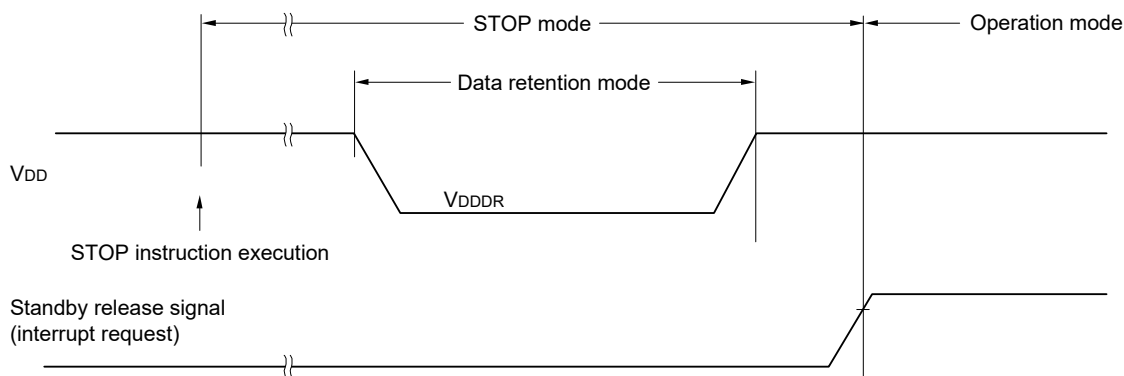 STOP mode
Operation mode
Data retention mode
VDD
VDDDR
STOP instruction execution
Standby release signal
(interrupt request)